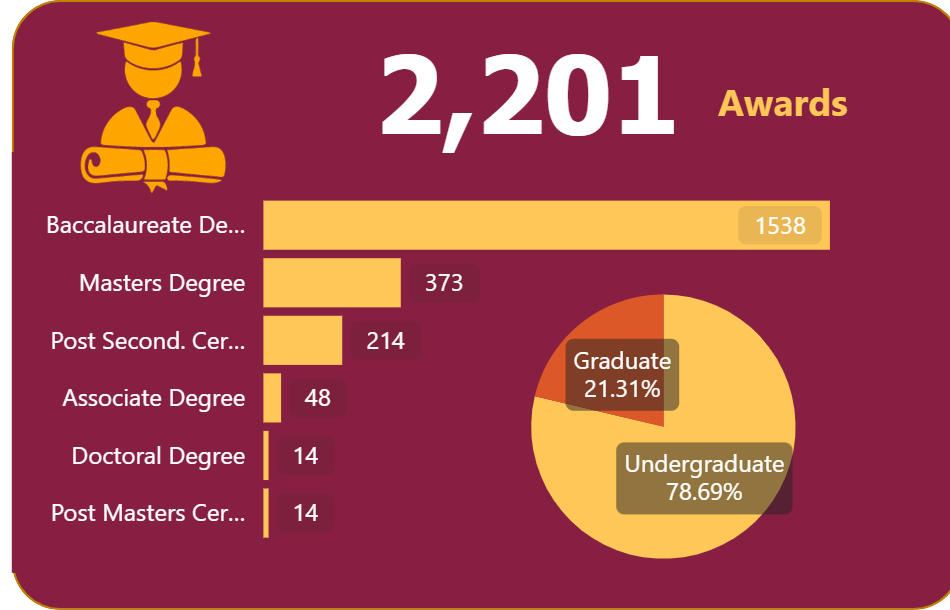 2,201 Awards
Baccalaureate De... 1538
Masters Degree 373
Post Second. Cer... 214
Associate Degree 48
Doctoral Degree 14
Post Masters Cer... 14
Graduate
21.31%
Undergraduate
78.69%